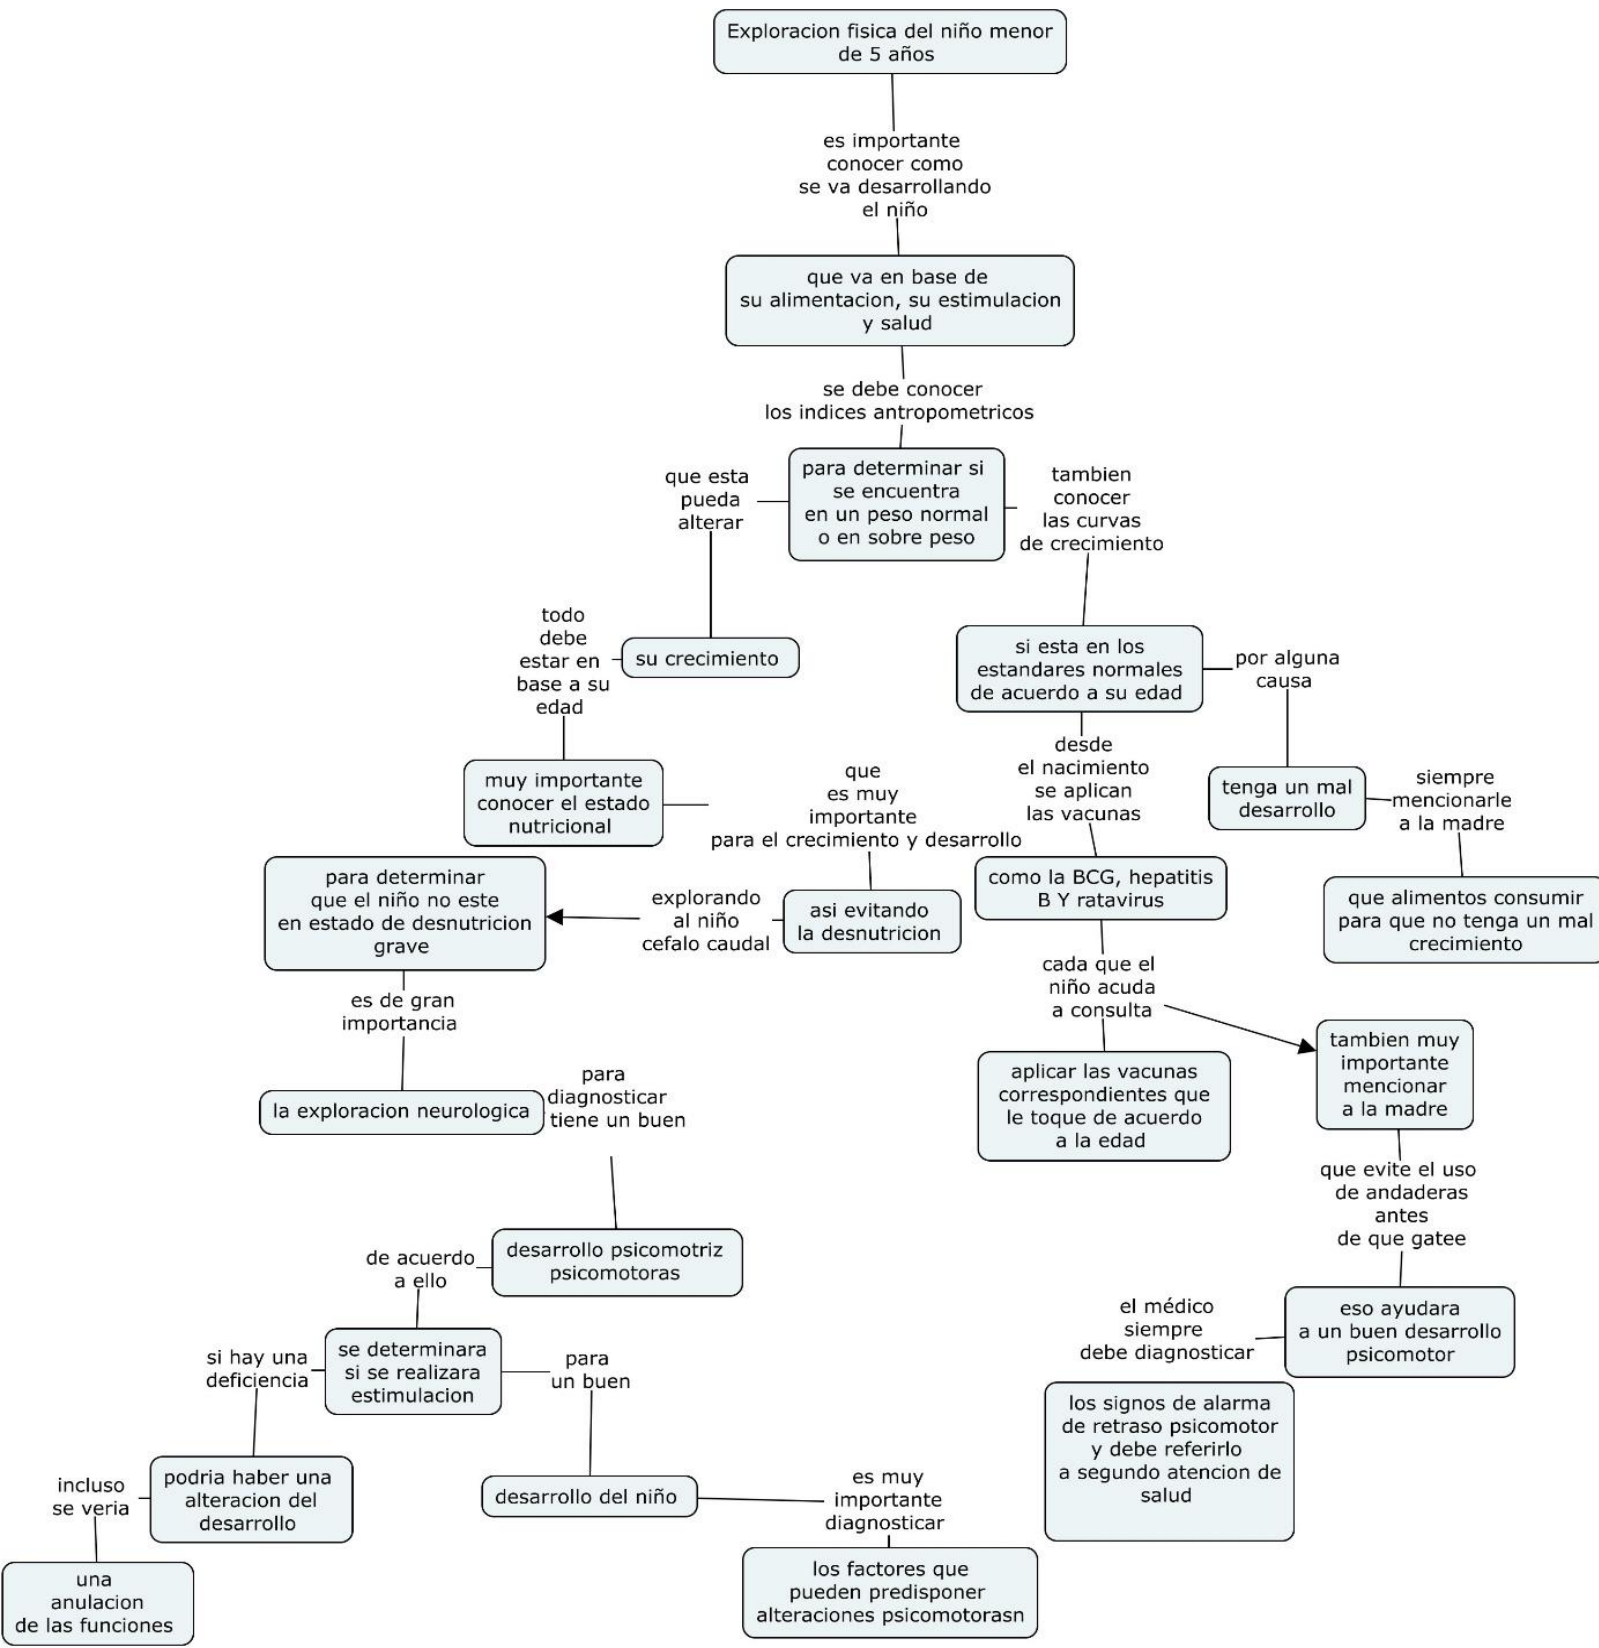 Exploracion fisica del niño menor
de 5 años
es importante
conocer como
se va desarrollando
el niño
que va en base de
su alimentacion, su estimulacion
y salud
se debe conocer
los indices antropometricos
para determinar si
se encuentra
en un peso normal
o en sobre peso
que esta
pueda
alterar
su crecimiento
todo
debe
estar en
base a su
edad
muy importante
conocer el estado
nutricional
que
es muy
importante
para el crecimiento y desarrollo
asi evitando
la desnutricion
explorando
al niño
cefalo caudal
para determinar
que el niño no este
en estado de desnutricion
grave
es de gran
importancia
la exploracion neurologica
para
diagnosticar
tiene un buen
desarrollo psicomotriz
psicomotoras
de acuerdo
a ello
se determinara
si se realizara
estimulacion
si hay una
deficiencia
podria haber una
alteracion del
desarrollo
incluso
se veria
una
anulacion
de las funciones
para
un buen
desarrollo del niño
es muy
importante
diagnosticar
los factores que
pueden predisponer
alteraciones psicomotorasn
tambien
conocer
las curvas
de crecimiento
si esta en los
estandares normales
de acuerdo a su edad
por alguna
causa
tenga un mal
desarrollo
siempre
mencionarle
a la madre
que alimentos consumir
para que no tenga un mal
crecimiento
desde
el nacimiento
se aplican
las vacunas
como la BCG, hepatitis
B Y ratavirus
cada que el
niño acuda
a consulta
aplicar las vacunas
correspondientes que
le toque de acuerdo
a la edad
tambien muy
importante
mencionar
a la madre
que evite el uso
de andaderas
antes
de que gatee
eso ayudara
a un buen desarrollo
psicomotor
el médico
siempre
debe diagnosticar
los signos de alarma
de retraso psicomotor
y debe referirlo
a segundo atencion de
salud